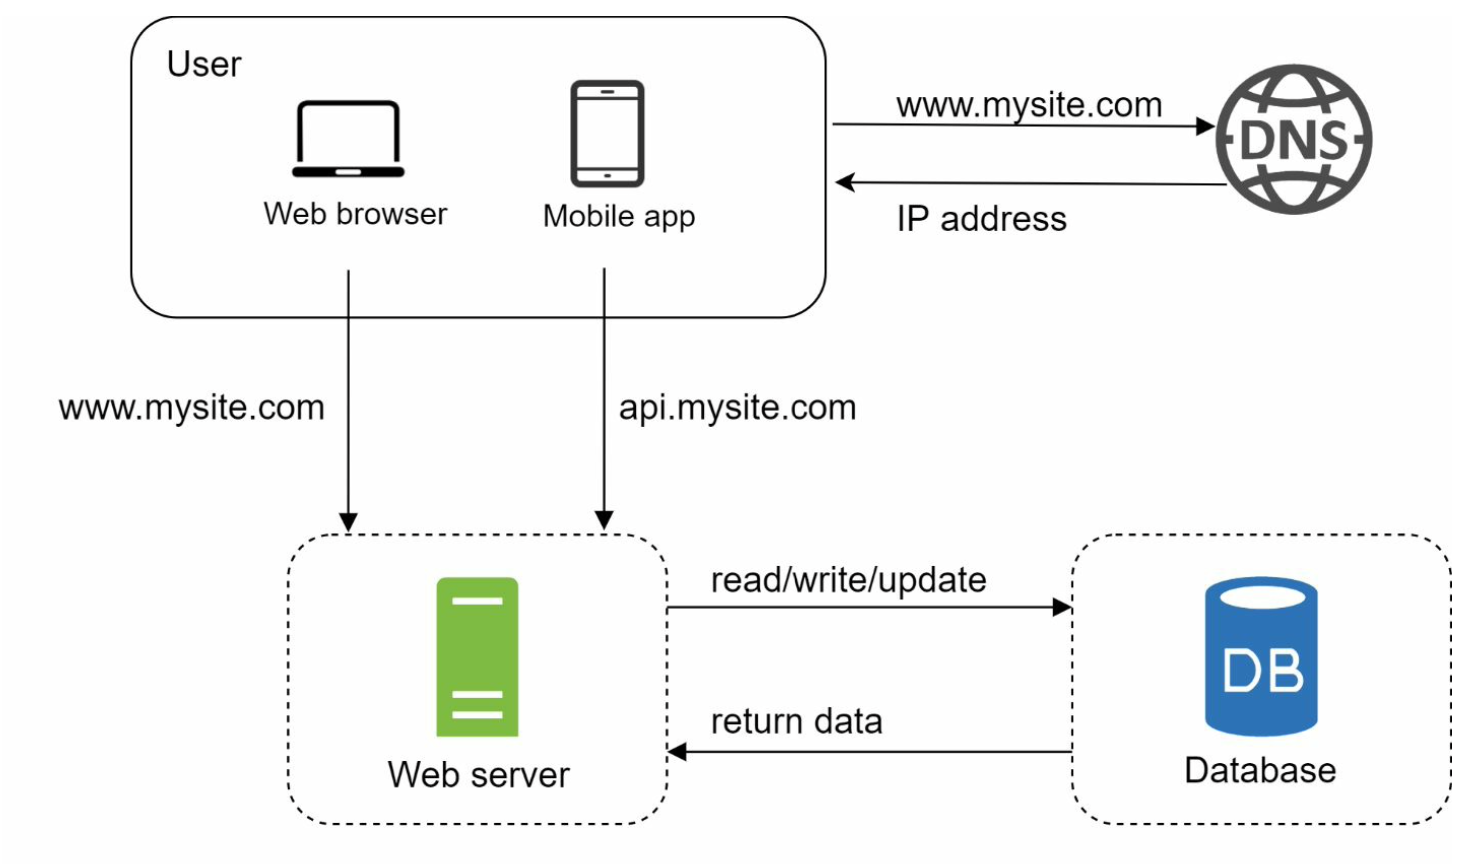 User
Web browser
Mobile app
www.mysite.com
DNS
IP address
www.mysite.com
api.mysite.com
read/write/update
return data
Web server
DB
Database